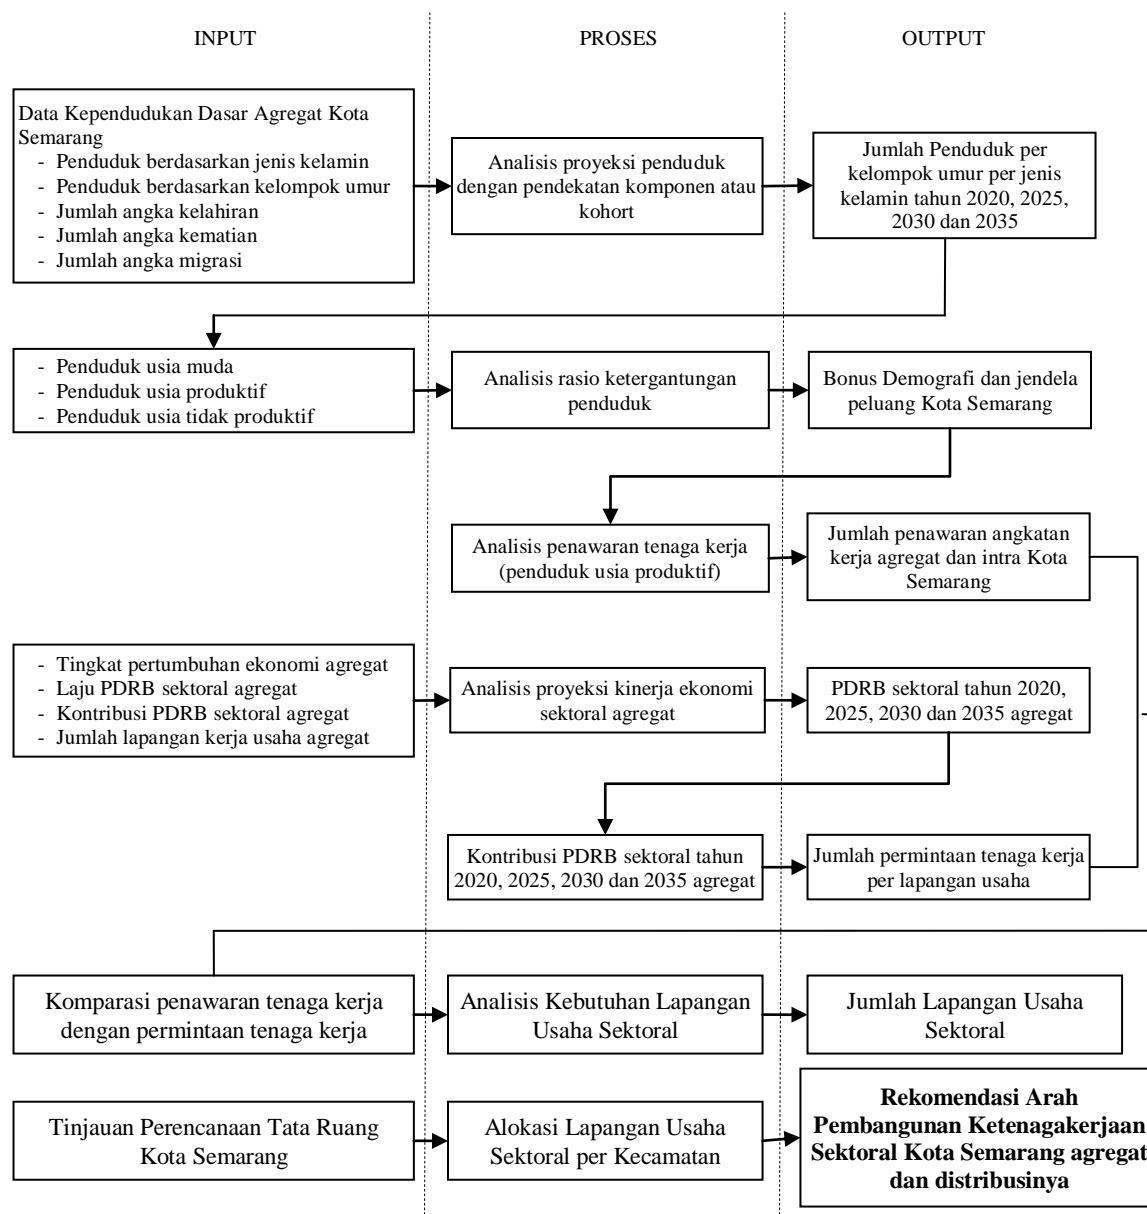 INPUT
PROSES
OUTPUT
Data Kependudukan Dasar Agregat Kota
Semarang
- Penduduk berdasarkan jenis kelamin
- Penduduk berdasarkan kelompok umur
- Jumlah angka kelahiran
- Jumlah angka kematian
- Jumlah angka migrasi
Analisis proyeksi penduduk
dengan pendekatan komponen atau
kohort
Jumlah Penduduk per
kelompok umur per jenis
kelamin tahun 2020, 2025,
2030 dan 2035
- Penduduk usia muda
- Penduduk usia produktif
- Penduduk usia tidak produktif
Analisis rasio ketergantungan
penduduk
Bonus Demografi dan jendela
peluang Kota Semarang
Analisis penawaran tenaga kerja
(penduduk usia produktif)
Jumlah penawaran angkatan
kerja agregat dan intra Kota
Semarang
- Tingkat pertumbuhan ekonomi agregat
- Laju PDRB sektoral agregat
- Kontribusi PDRB sektoral agregat
- Jumlah lapangan kerja usaha agregat
Analisis proyeksi kinerja ekonomi
sektoral agregat
PDRB sektoral tahun 2020,
2025, 2030 dan 2035 agregat
Kontribusi PDRB sektoral tahun
2020, 2025, 2030 dan 2035 agregat
Jumlah permintaan tenaga kerja
per lapangan usaha
Komparasi penawaran tenaga kerja
dengan permintaan tenaga kerja
Analisis Kebutuhan Lapangan
Usaha Sektoral
Jumlah Lapangan Usaha
Sektoral
Tinjauan Perencanaan Tata Ruang
Kota Semarang
Alokasi Lapangan Usaha
Sektoral per Kecamatan
Rekomendasi Arah
Pembangunan Ketenagakerjaan
Sektoral Kota Semarang agregat
dan distribusinya